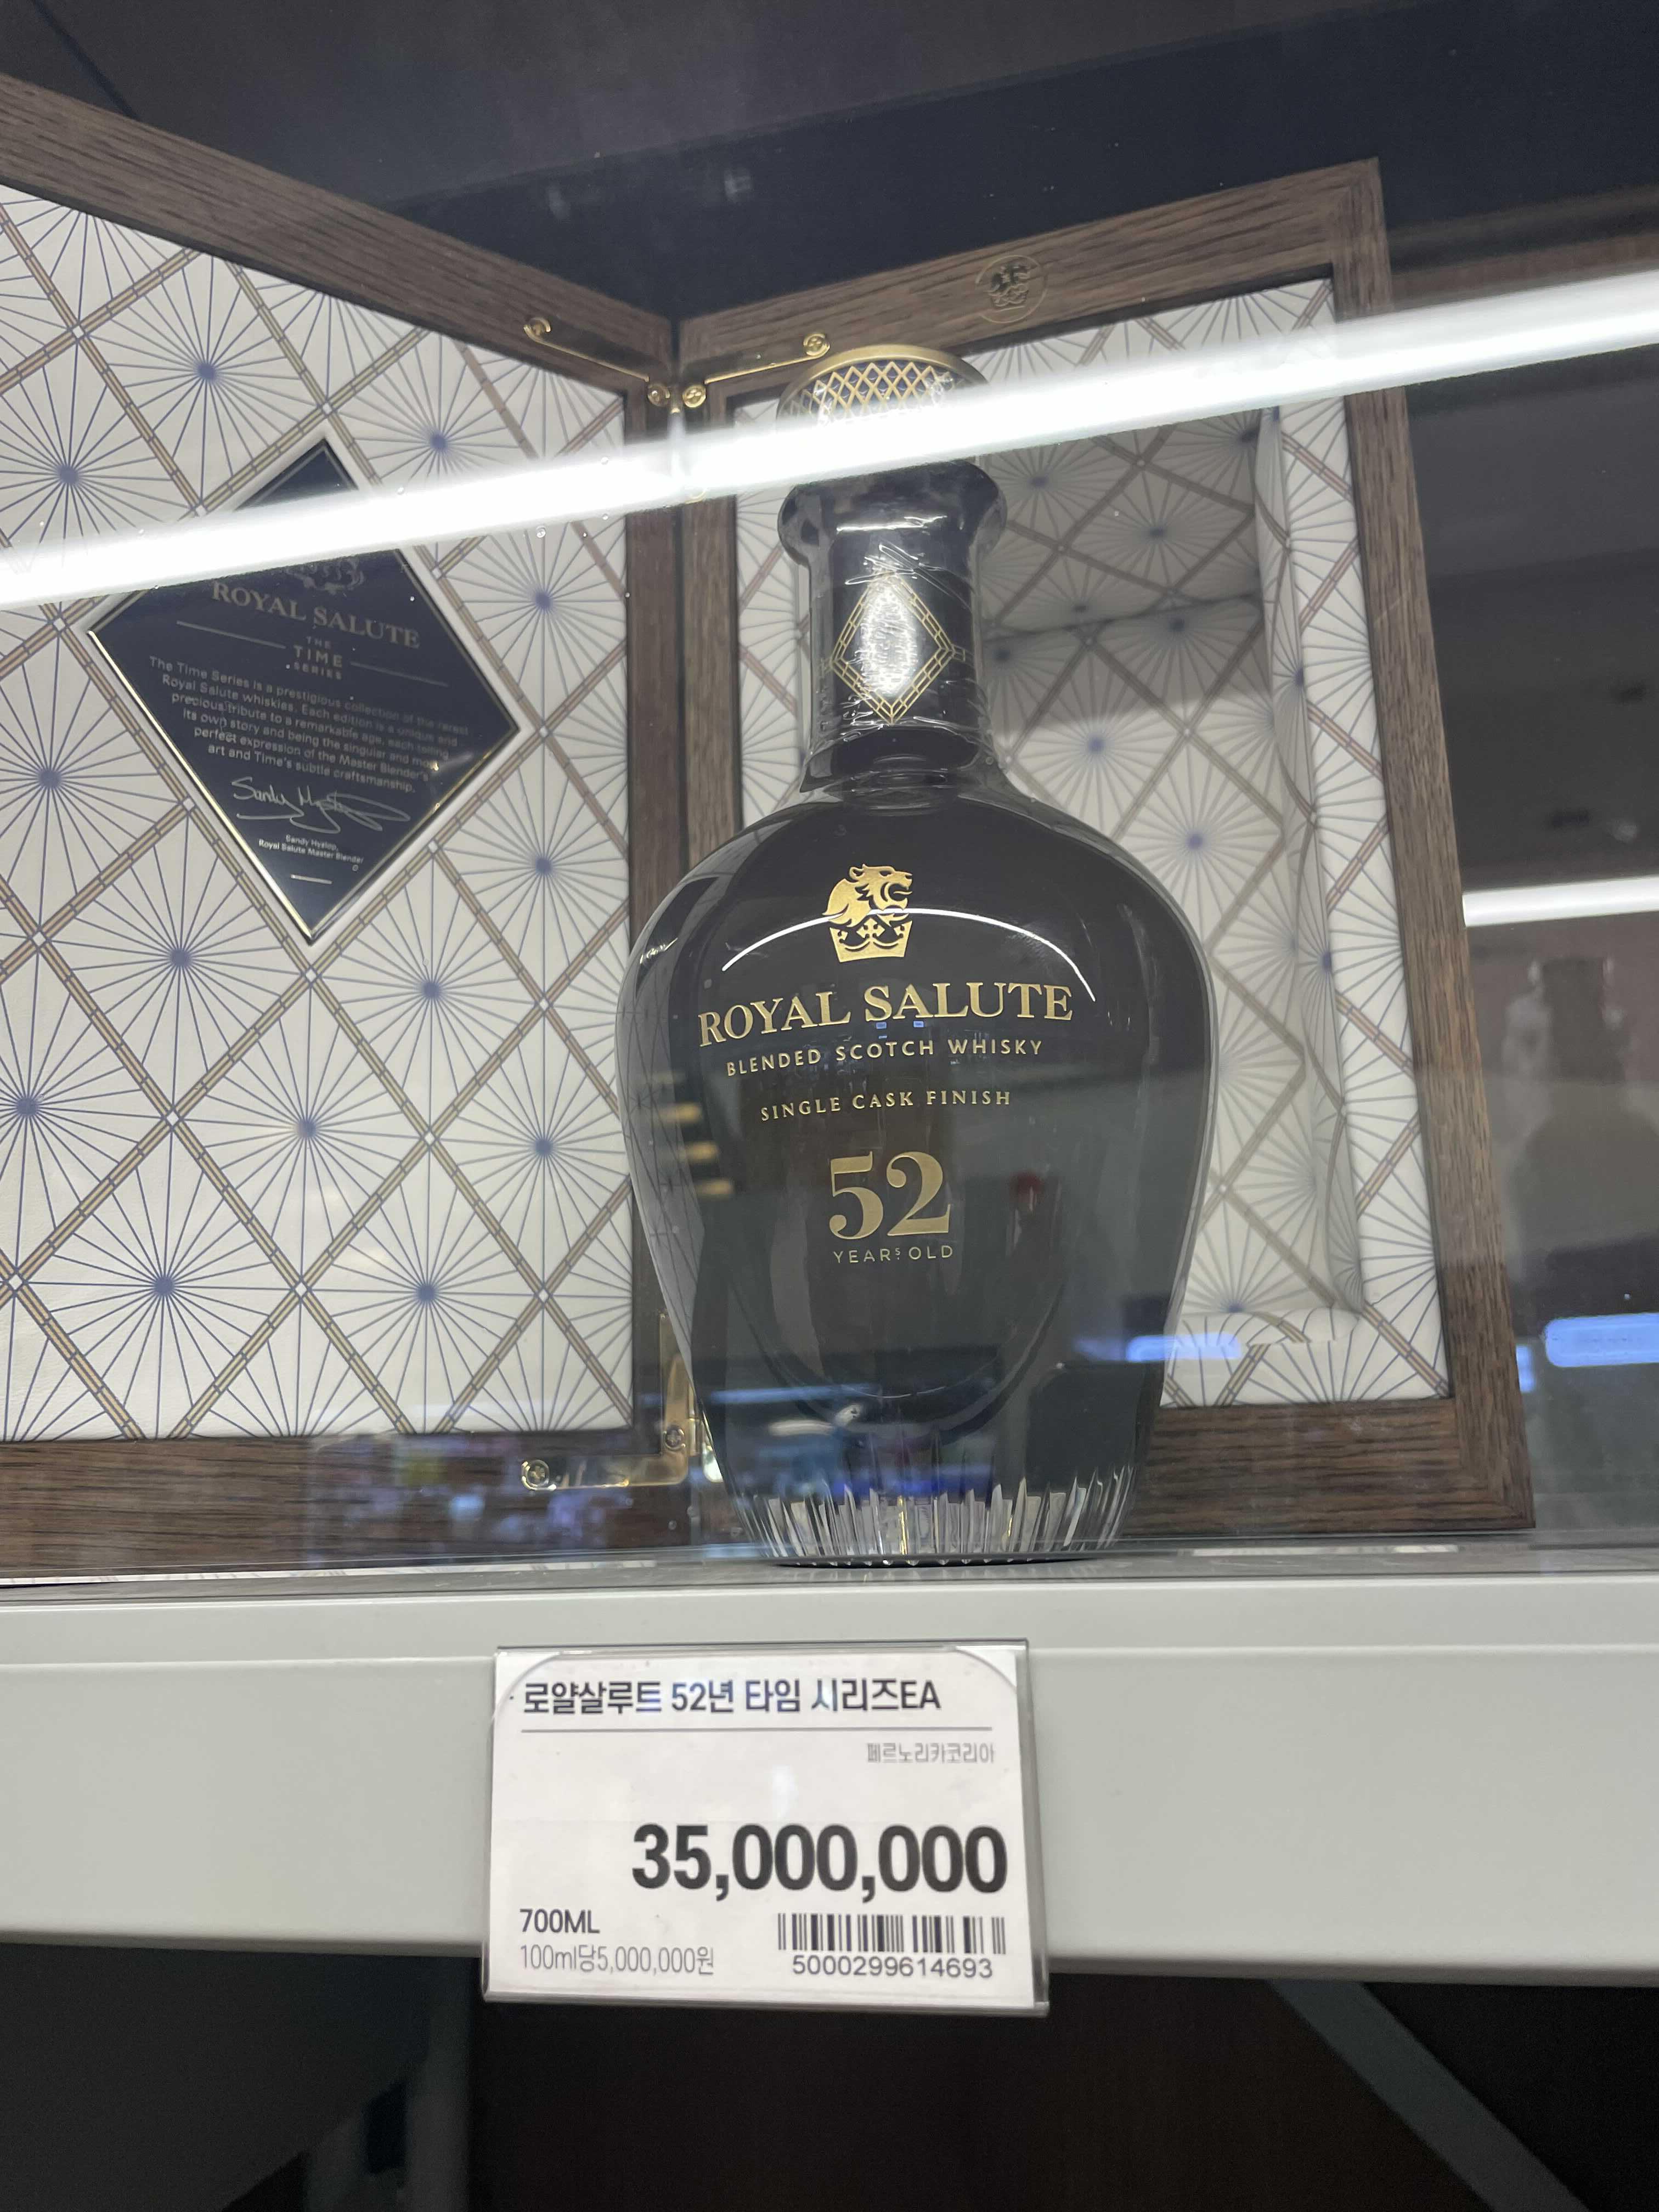 ROYAL SALUTE
THE
TIME
SERIES
The Time Series is a prestigious collection of the rarest
Royal Salute whiskies. Each edition is a unique and
precious tribute to a remarkable age, each telling
its own story and being the singular and most
perfect expression of the Master Blender's
art and Time's subtle craftsmanship.
Sandy Hyslop,
Royal Salute Master Blender
ROYAL SALUTE
BLENDED SCOTCH WHISKY
SINGLE CASK FINISH
52
YEARS OLD
로얄살루트 52년 타임 시리즈EA
페르노리카코리아
35,000,000
700ML
100ml당5,000,000원
5000299614693